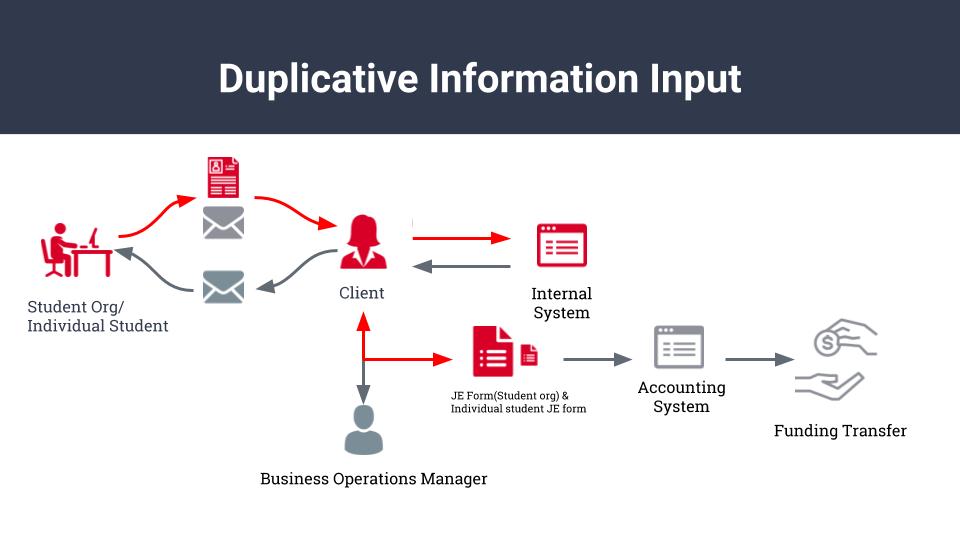 Duplicative Information Input
Student Org/
Individual Student
Client
Internal
System
JE Form(Student org) &
Individual student JE form
Accounting
System
Funding Transfer
Business Operations Manager
$